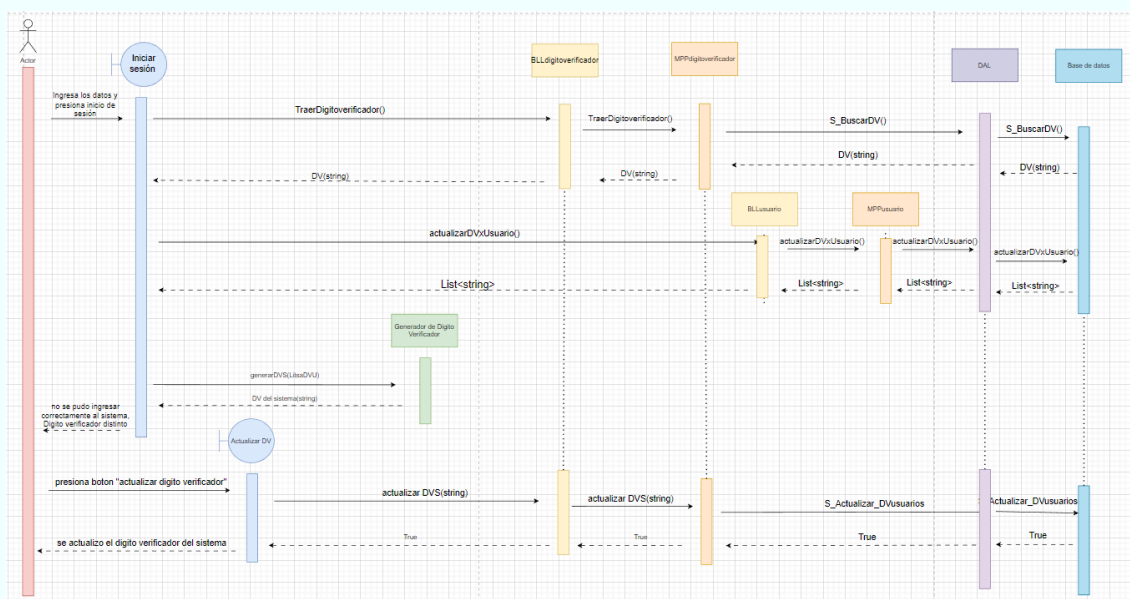 Actor
Iniciar
sesión
BLLdigitoverificador
MPPdigitoverificador
DAL
Base de datos
Ingresa los datos y
presiona inicio de
sesión
TraerDigitoverificador()
TraerDigitoverificador()
S_BuscarDV()
S_BuscarDV()
DV(string)
DV(string)
DV(string)
DV(string)
BLLusuario
MPPusuario
actualizarDVxUsuario()
actualizarDVxUsuario()
actualizarDVxUsuario()
actualizarDVxUsuario()
List<string>
List<string>
List<string>
List<string>
Generador de Digito
Verificador
generarDVS(LitsaDVU)
DV del sistema(string)
no se pudo ingresar
correctamente al sistema,
Digito verificador distinto
Actualizar DV
presiona boton "actualizar digito verificador"
actualizar DVS(string)
actualizar DVS(string)
S_Actualizar_DVusuarios
S_Actualizar_DVusuarios
se actualizo el digito verificador del sistema
True
True
True
True